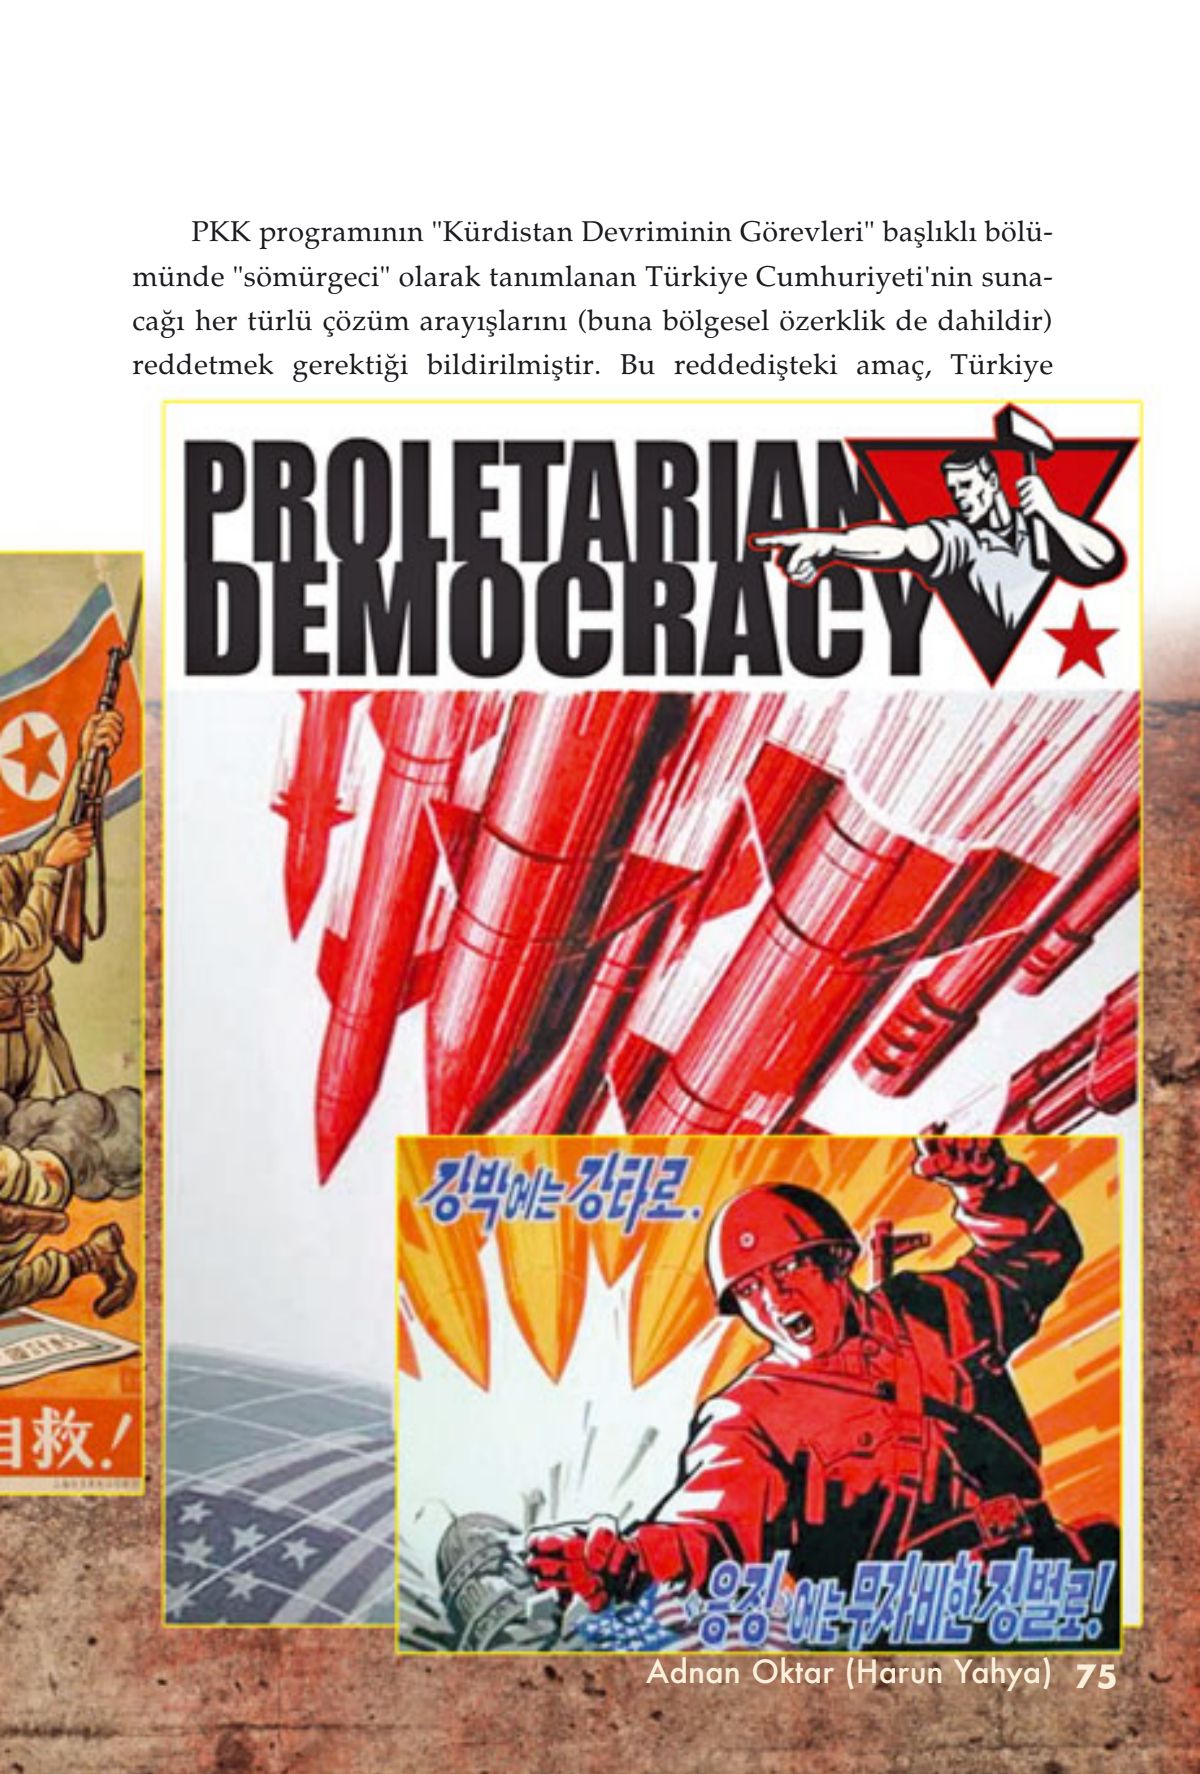 PKK programının "Kürdistan Devriminin Görevleri" başlıklı bölü-
münde "sömürgeci" olarak tanımlanan Türkiye Cumhuriyeti'nin suna-
cağı her türlü çözüm arayışlarını (buna bölgesel özerklik de dahildir)
reddetmek gerektiği bildirilmiştir. Bu reddedişteki amaç, Türkiye
PROLETARIAN
DEMOCRACY
강박에는 강타로.
自救!
《응징》에는 무자비한 징벌로!
Adnan Oktar (Harun Yahya) 75